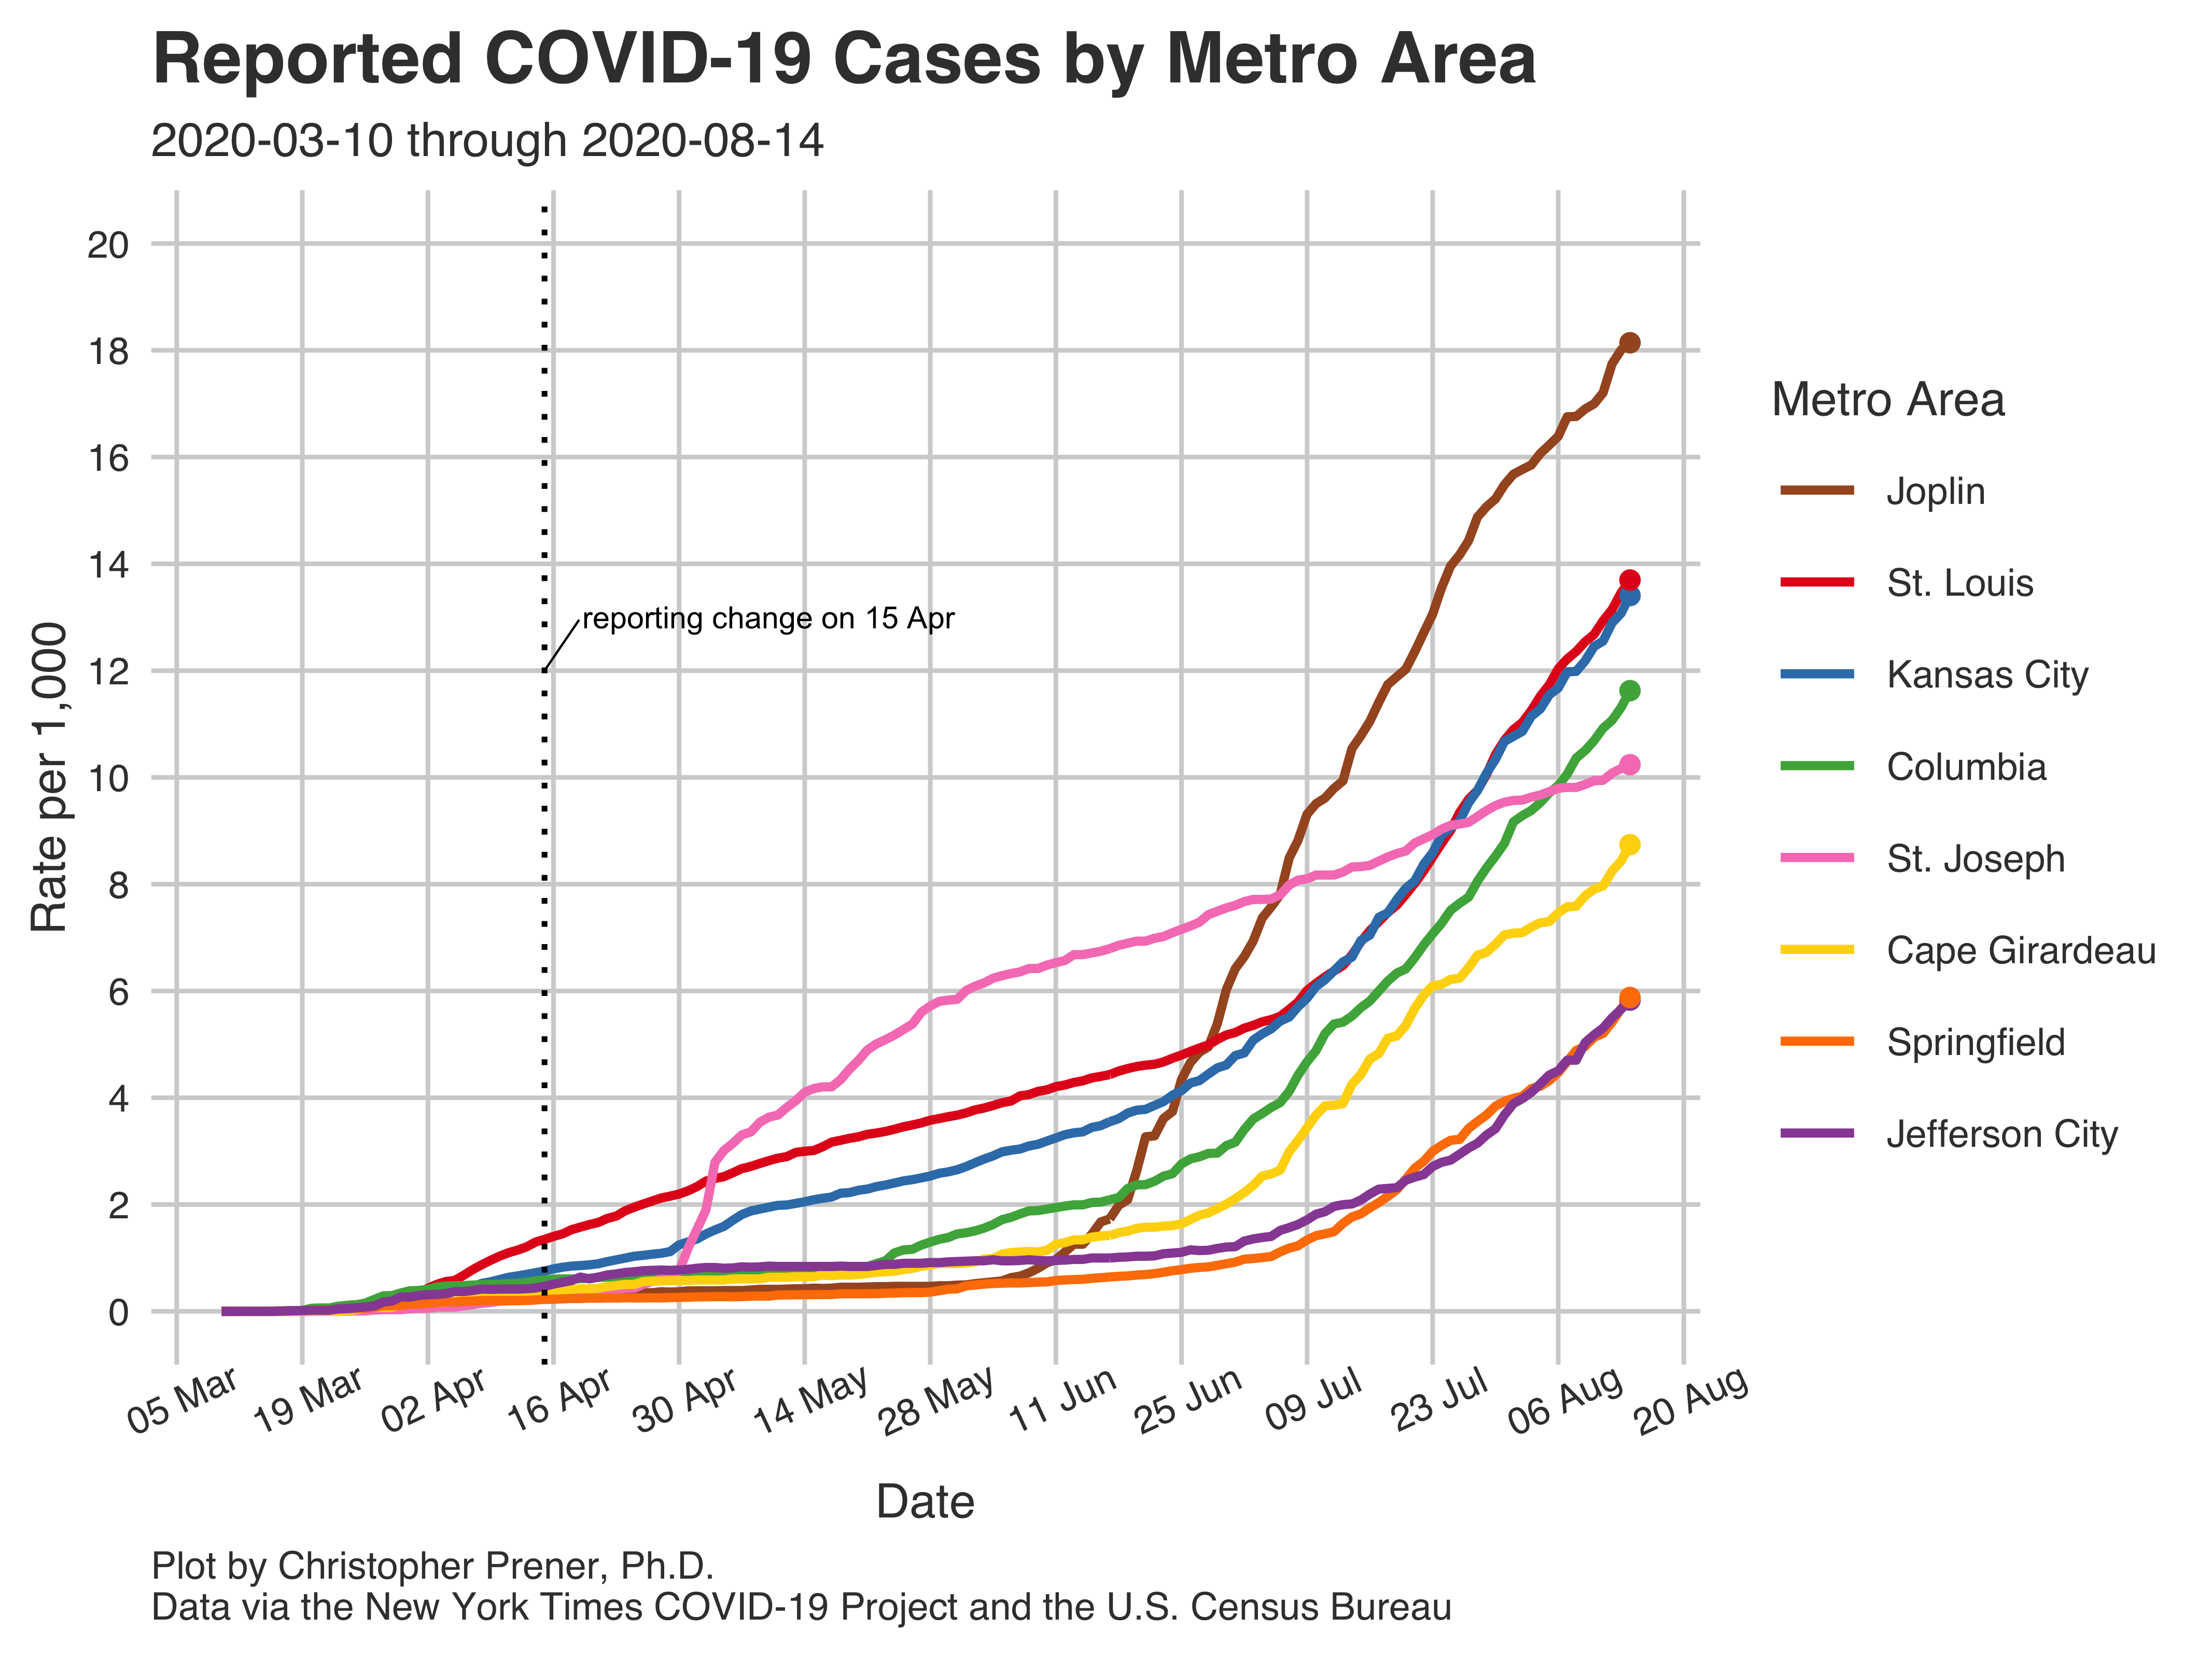 Reported COVID-19 Cases by Metro Area
2020-03-10 through 2020-08-14
Rate per 1,000
20
18
16
14
12
10
8
6
4
2
0
reporting change on 15 Apr
05 Mar
19 Mar
02 Apr
16 Apr
30 Apr
14 May
28 May
11 Jun
25 Jun
09 Jul
23 Jul
06 Aug
20 Aug
Date
Metro Area
Joplin
St. Louis
Kansas City
Columbia
St. Joseph
Cape Girardeau
Springfield
Jefferson City
Plot by Christopher Prener, Ph.D.
Data via the New York Times COVID-19 Project and the U.S. Census Bureau